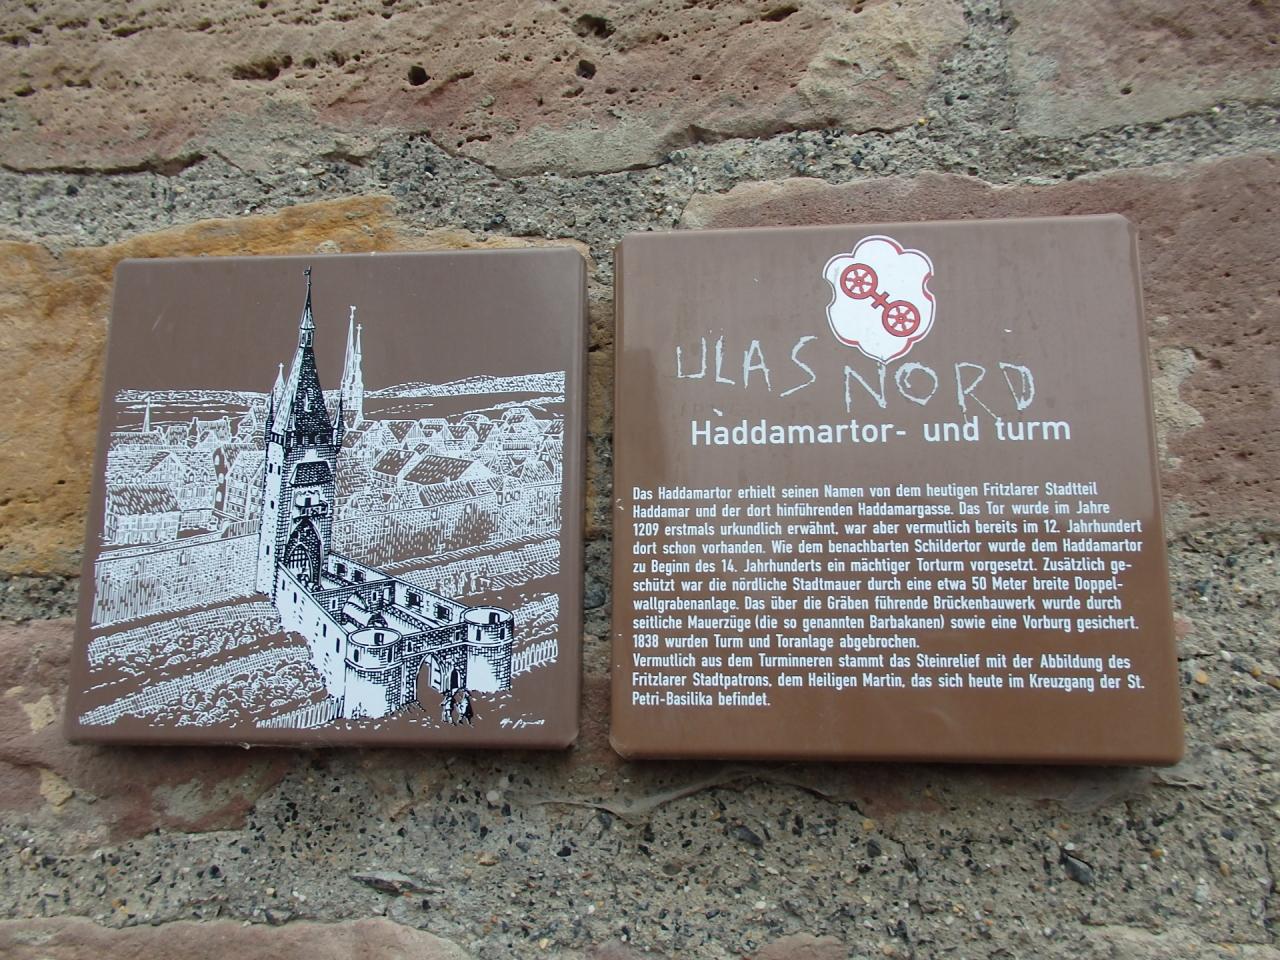 ULAS NORD
Haddamartor- und turm
Das Haddamartor erhielt seinen Namen von dem heutigen Fritzlarer Stadtteil
Haddamar und der dort hinführenden Haddamargasse. Das Tor wurde im Jahre
1209 erstmals urkundlich erwähnt, war aber vermutlich bereits im 12. Jahrhundert
dort schon vorhanden. Wie dem benachbarten Schildertor wurde dem Haddamartor
zu Beginn des 14. Jahrhunderts ein mächtiger Torturm vorgesetzt. Zusätzlich ge-
schützt war die nördliche Stadtmauer durch eine etwa 50 Meter breite Doppel-
wallgrabenanlage. Das über die Gräben führende Brückenbauwerk wurde durch
seitliche Mauerzüge (die so genannten Barbakanen) sowie eine Vorburg gesichert.
1838 wurden Turm und Toranlage abgebrochen.
Vermutlich aus dem Turminneren stammt das Steinrelief mit der Abbildung des
Fritzlarer Stadtpatrons, dem Heiligen Martin, das sich heute im Kreuzgang der St.
Petri-Basilika befindet.